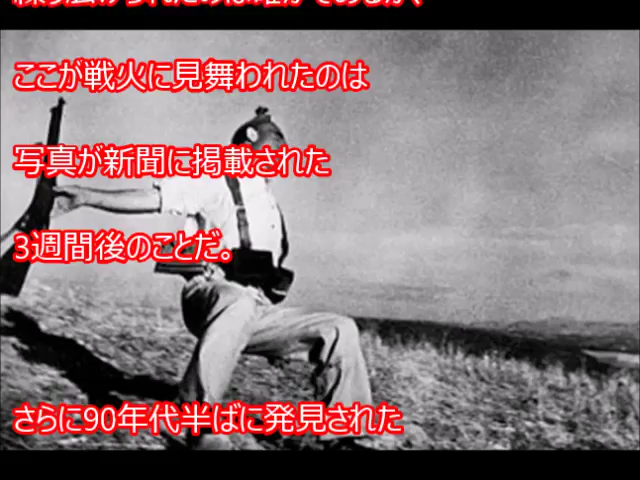 ここが戦火に見舞われたのは
写真が新聞に掲載された
3週間後のことだ。
さらに90年代半ばに発見された